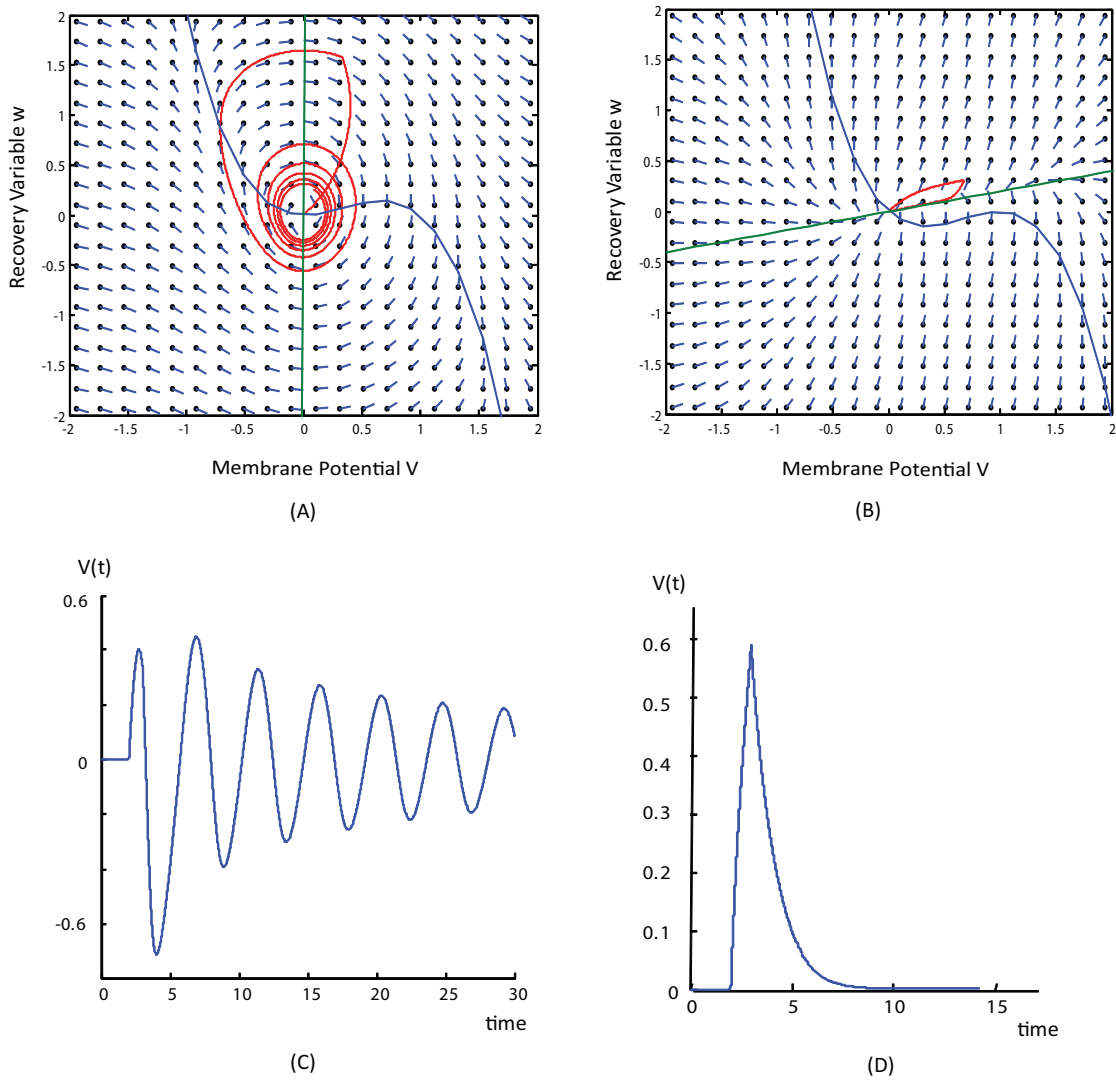 2
1.5
1
0.5
0
-0.5
-1
-1.5
-2
-2 -1.5 -1 -0.5 0 0.5 1 1.5 2
Recovery Variable w
Membrane Potential V
(A)
2
1.5
1
0.5
0
-0.5
-1
-1.5
-2
-2 -1.5 -1 -0.5 0 0.5 1 1.5 2
Recovery Variable w
Membrane Potential V
(B)
V(t)
0.6
0
-0.6
0 5 10 15 20 25 30
time
(C)
V(t)
0.6
0.5
0.4
0.3
0.2
0.1
0
0 5 10 15
time
(D)